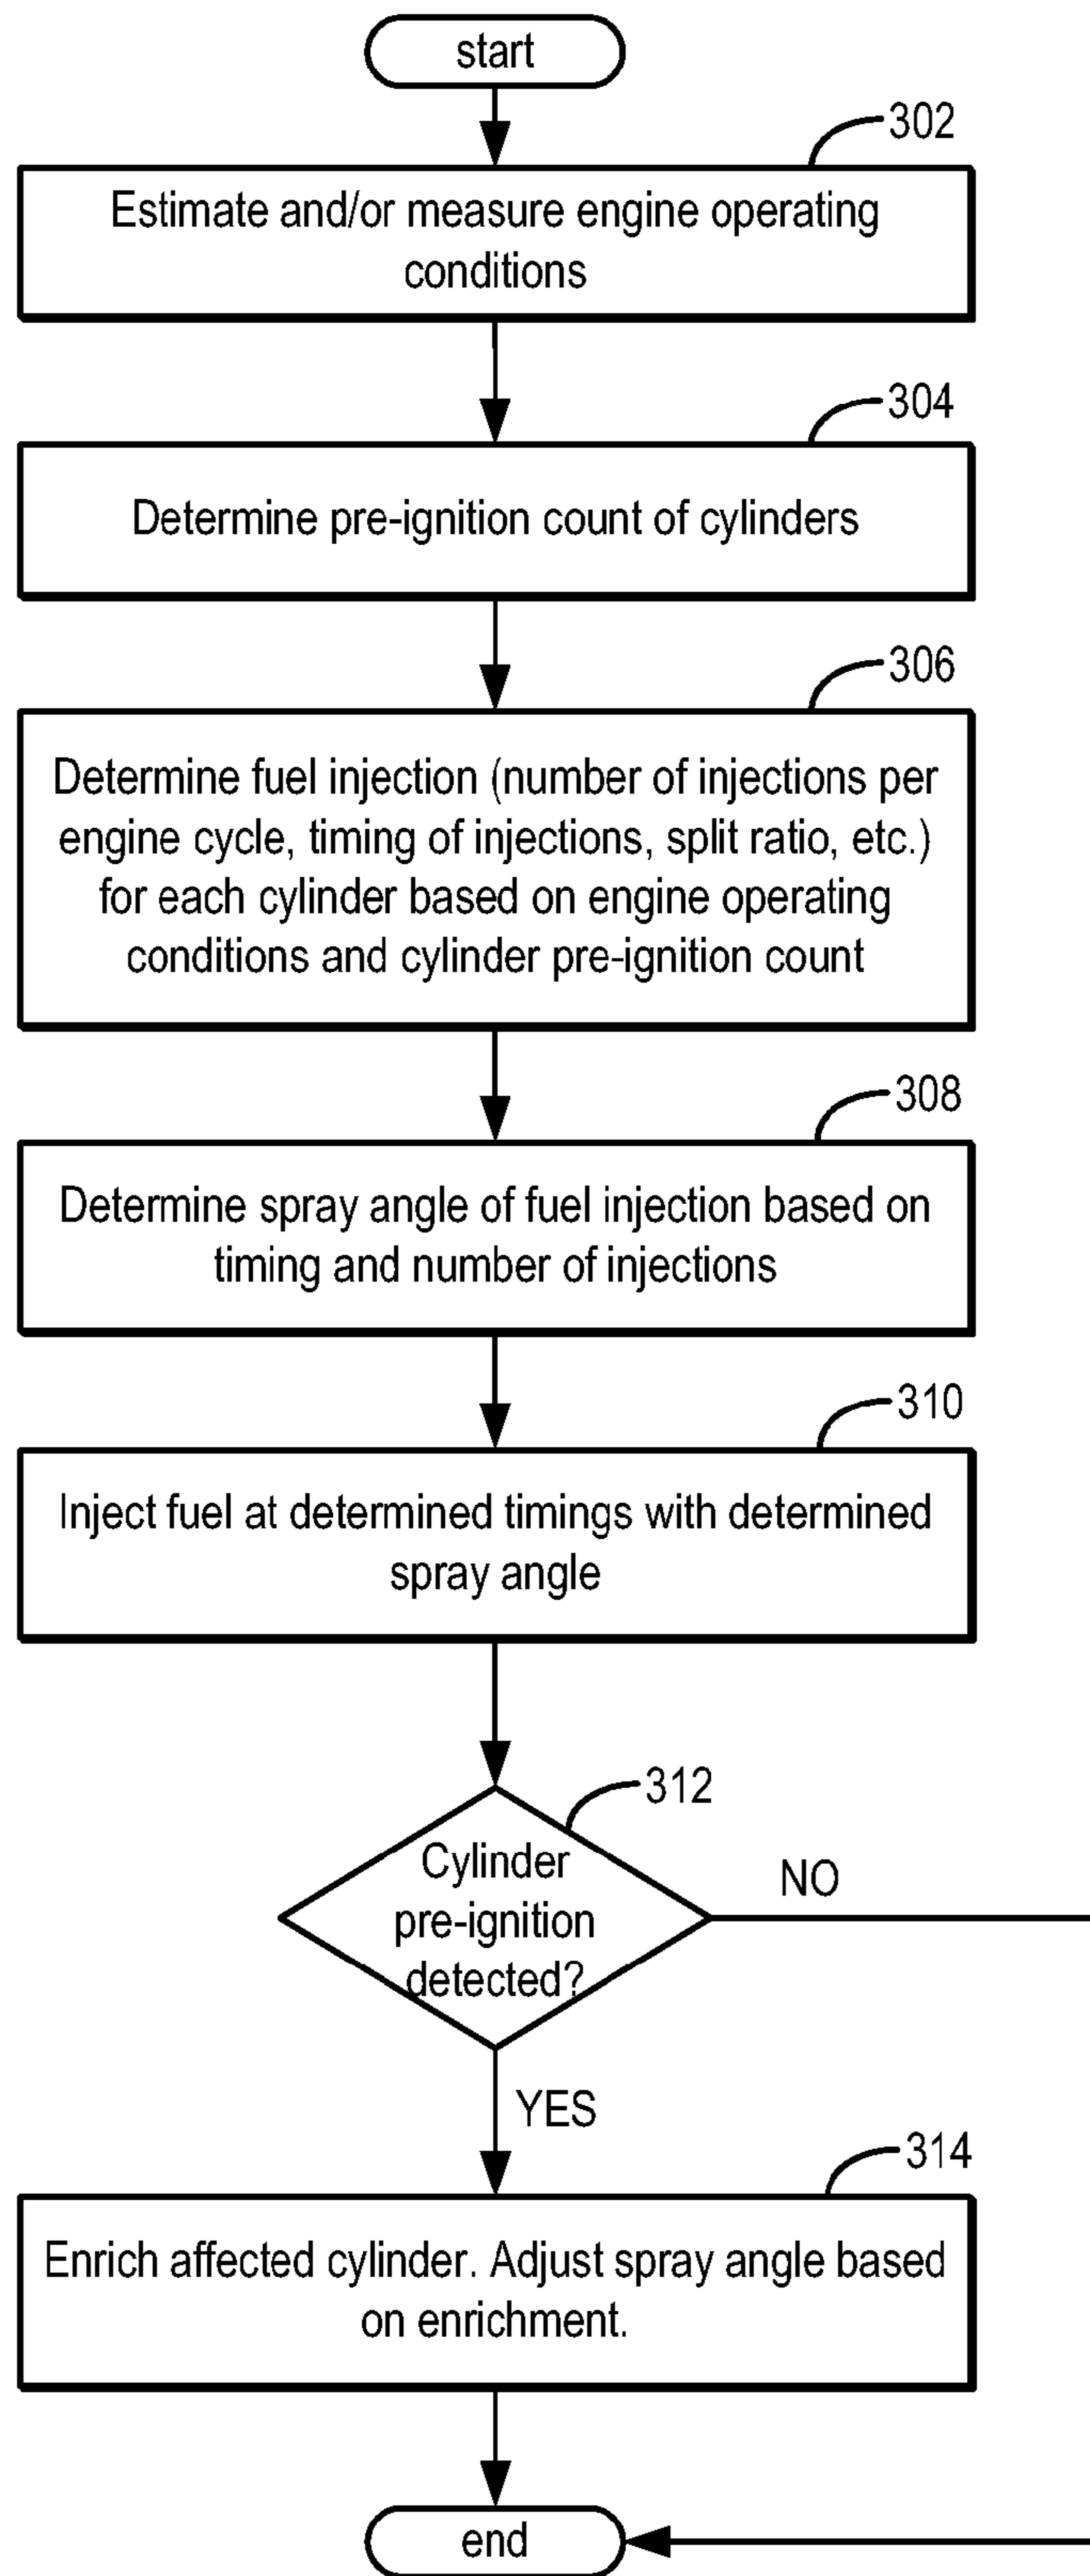 start
302
Estimate and/or measure engine operating
conditions
304
Determine pre-ignition count of cylinders
306
Determine fuel injection (number of injections per
engine cycle, timing of injections, split ratio, etc.)
for each cylinder based on engine operating
conditions and cylinder pre-ignition count
308
Determine spray angle of fuel injection based on
timing and number of injections
310
Inject fuel at determined timings with determined
spray angle
312
Cylinder
pre-ignition
detected?
NO
YES
314
Enrich affected cylinder. Adjust spray angle based
on enrichment.
end